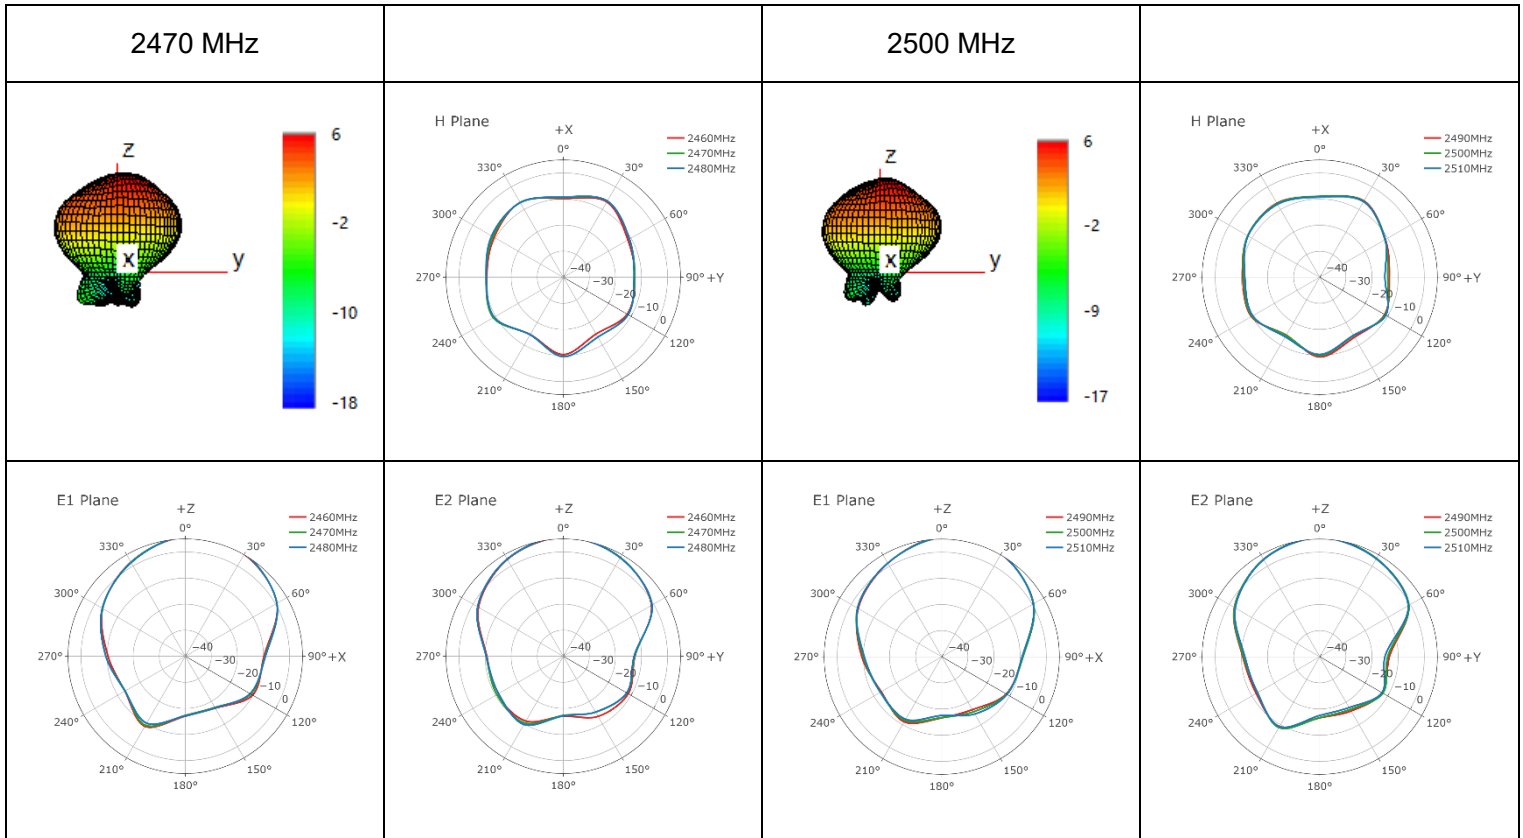 2470 MHz
2500 MHz
z
x
y
6
-2
-10
-18
H Plane
+X
0°
30°
60°
90°+Y
120°
150°
180°
210°
240°
270°
300°
330°
−40
−30
−20
−10
0
2460MHz
2470MHz
2480MHz
z
x
y
6
-2
-9
-17
H Plane
+X
0°
30°
60°
90°+Y
120°
150°
180°
210°
240°
270°
300°
330°
−40
−30
−20
−10
0
2490MHz
2500MHz
2510MHz
E1 Plane
+Z
0°
30°
60°
90°+X
120°
150°
180°
210°
240°
270°
300°
330°
−40
−30
−20
−10
0
2460MHz
2470MHz
2480MHz
E2 Plane
+Z
0°
30°
60°
90°+Y
120°
150°
180°
210°
240°
270°
300°
330°
−40
−30
−20
−10
0
2460MHz
2470MHz
2480MHz
E1 Plane
+Z
0°
30°
60°
90°+X
120°
150°
180°
210°
240°
270°
300°
330°
−40
−30
−20
−10
0
2490MHz
2500MHz
2510MHz
E2 Plane
+Z
0°
30°
60°
90°+Y
120°
150°
180°
210°
240°
270°
300°
330°
−40
−30
−20
−10
0
2490MHz
2500MHz
2510MHz